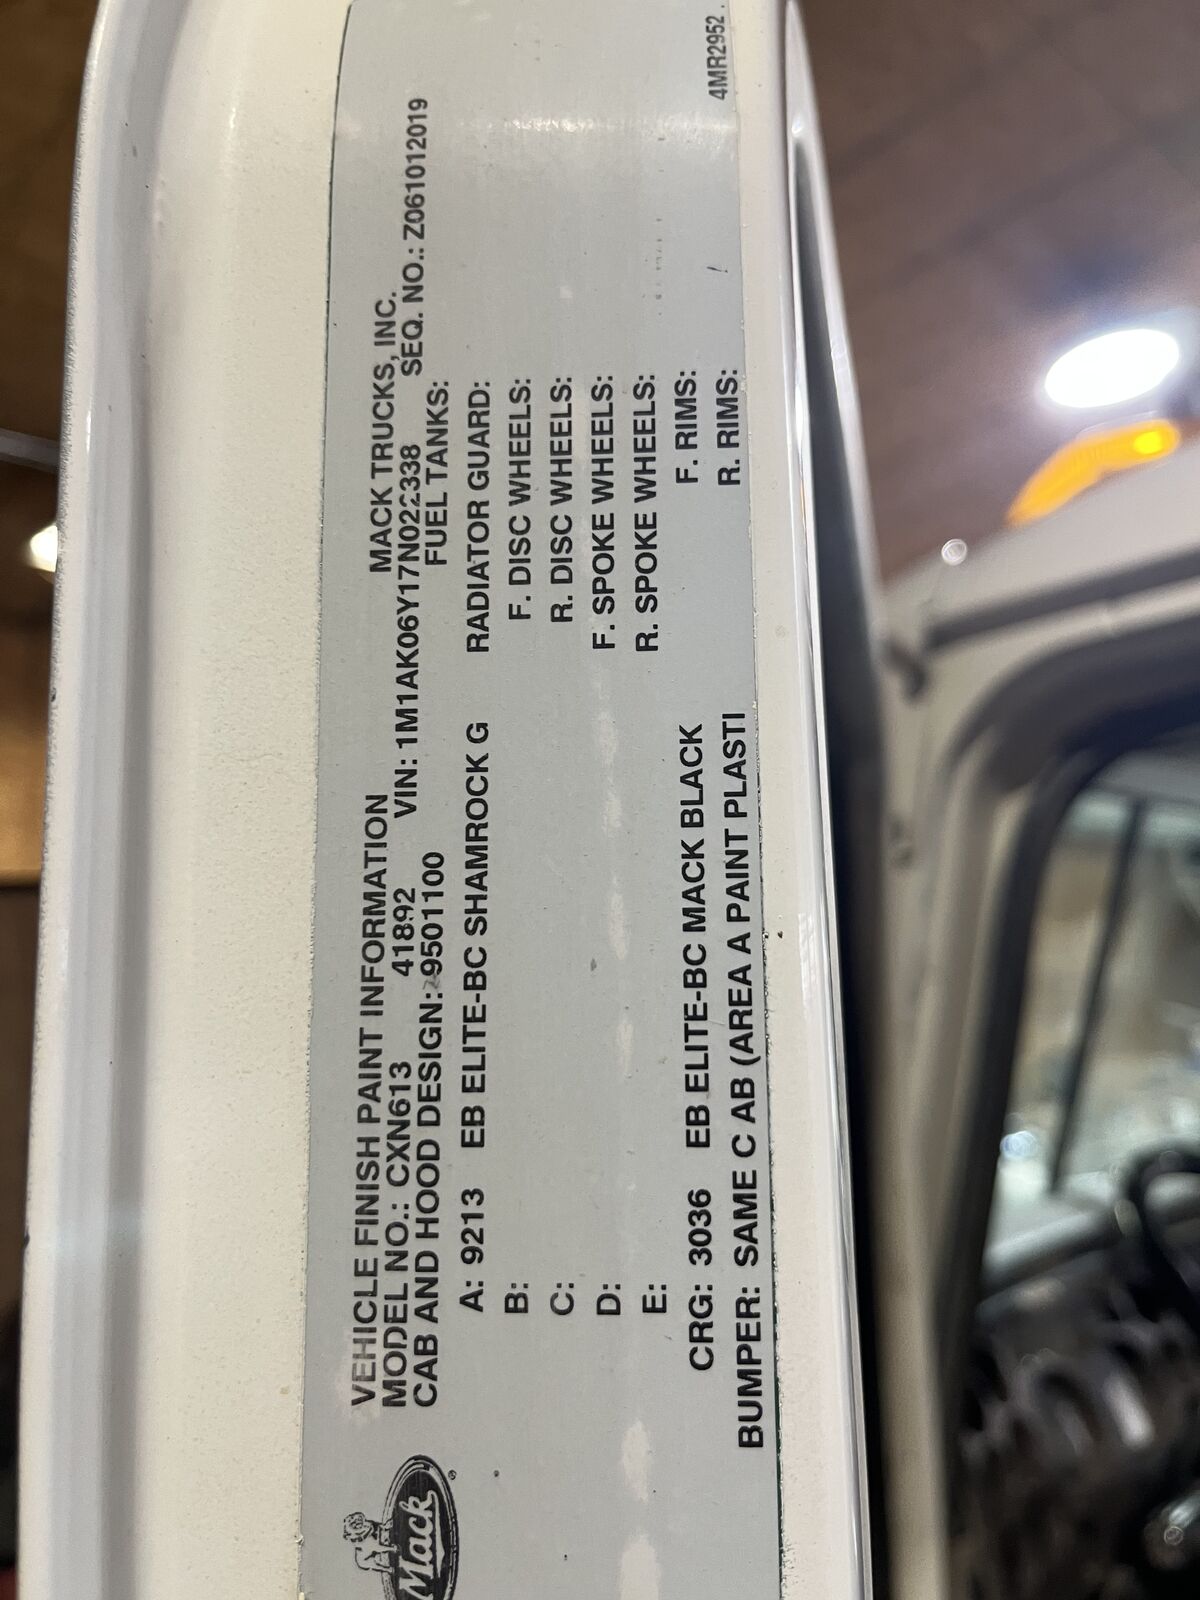 Mack
VEHICLE FINISH PAINT INFORMATION MACK TRUCKS, INC.
MODEL NO.: CXN613 41892 VIN: 1M1AK06Y17N022338 SEQ. NO.: Z061012019
CAB AND HOOD DESIGN: 9501100 FUEL TANKS:
A: 9213 EB ELITE-BC SHAMROCK G RADIATOR GUARD:
B: F. DISC WHEELS:
C: R. DISC WHEELS:
D: F. SPOKE WHEELS:
E: R. SPOKE WHEELS:
CRG: 3036 EB ELITE-BC MACK BLACK F. RIMS:
BUMPER: SAME C AB (AREA A PAINT PLASTI R. RIMS:
4MR2952